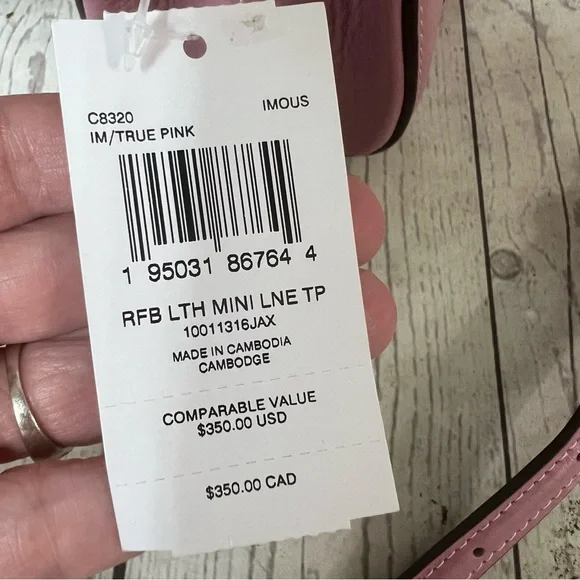 C8320 IMOUS
IM/TRUE PINK
1 95031 86764 4
RFB LTH MINI LNE TP
10011316JAX
MADE IN CAMBODIA
CAMBODGE
COMPARABLE VALUE
$350.00 USD
$350.00 CAD